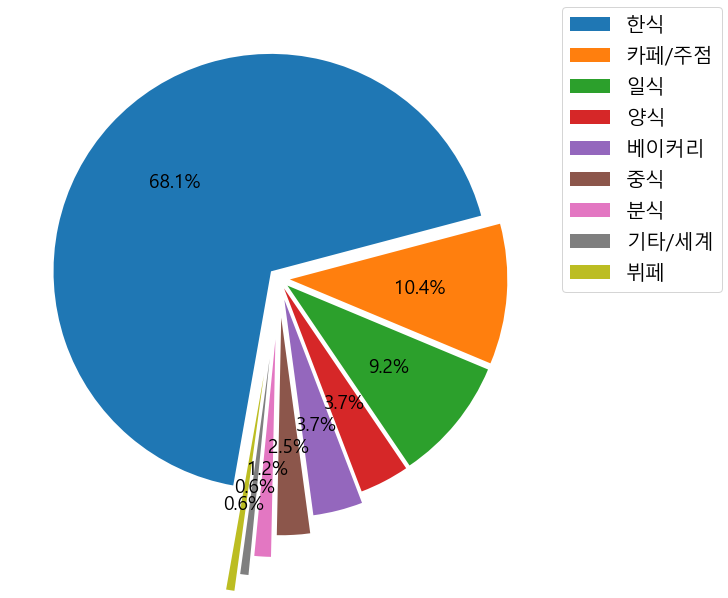 한식
카페/주점
일식
양식
베이커리
중식
분식
기타/세계
뷔페
68.1%
10.4%
9.2%
3.7%
3.7%
2.5%
1.2%
0.6%
0.6%